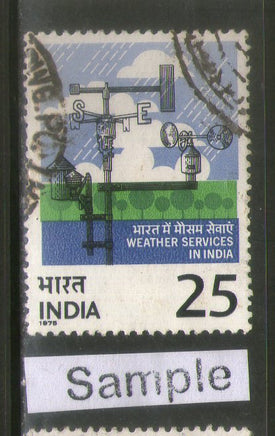 S E
भारत में मौसम सेवाएं
WEATHER SERVICES
IN INDIA
भारत
INDIA 25
1975
Sample